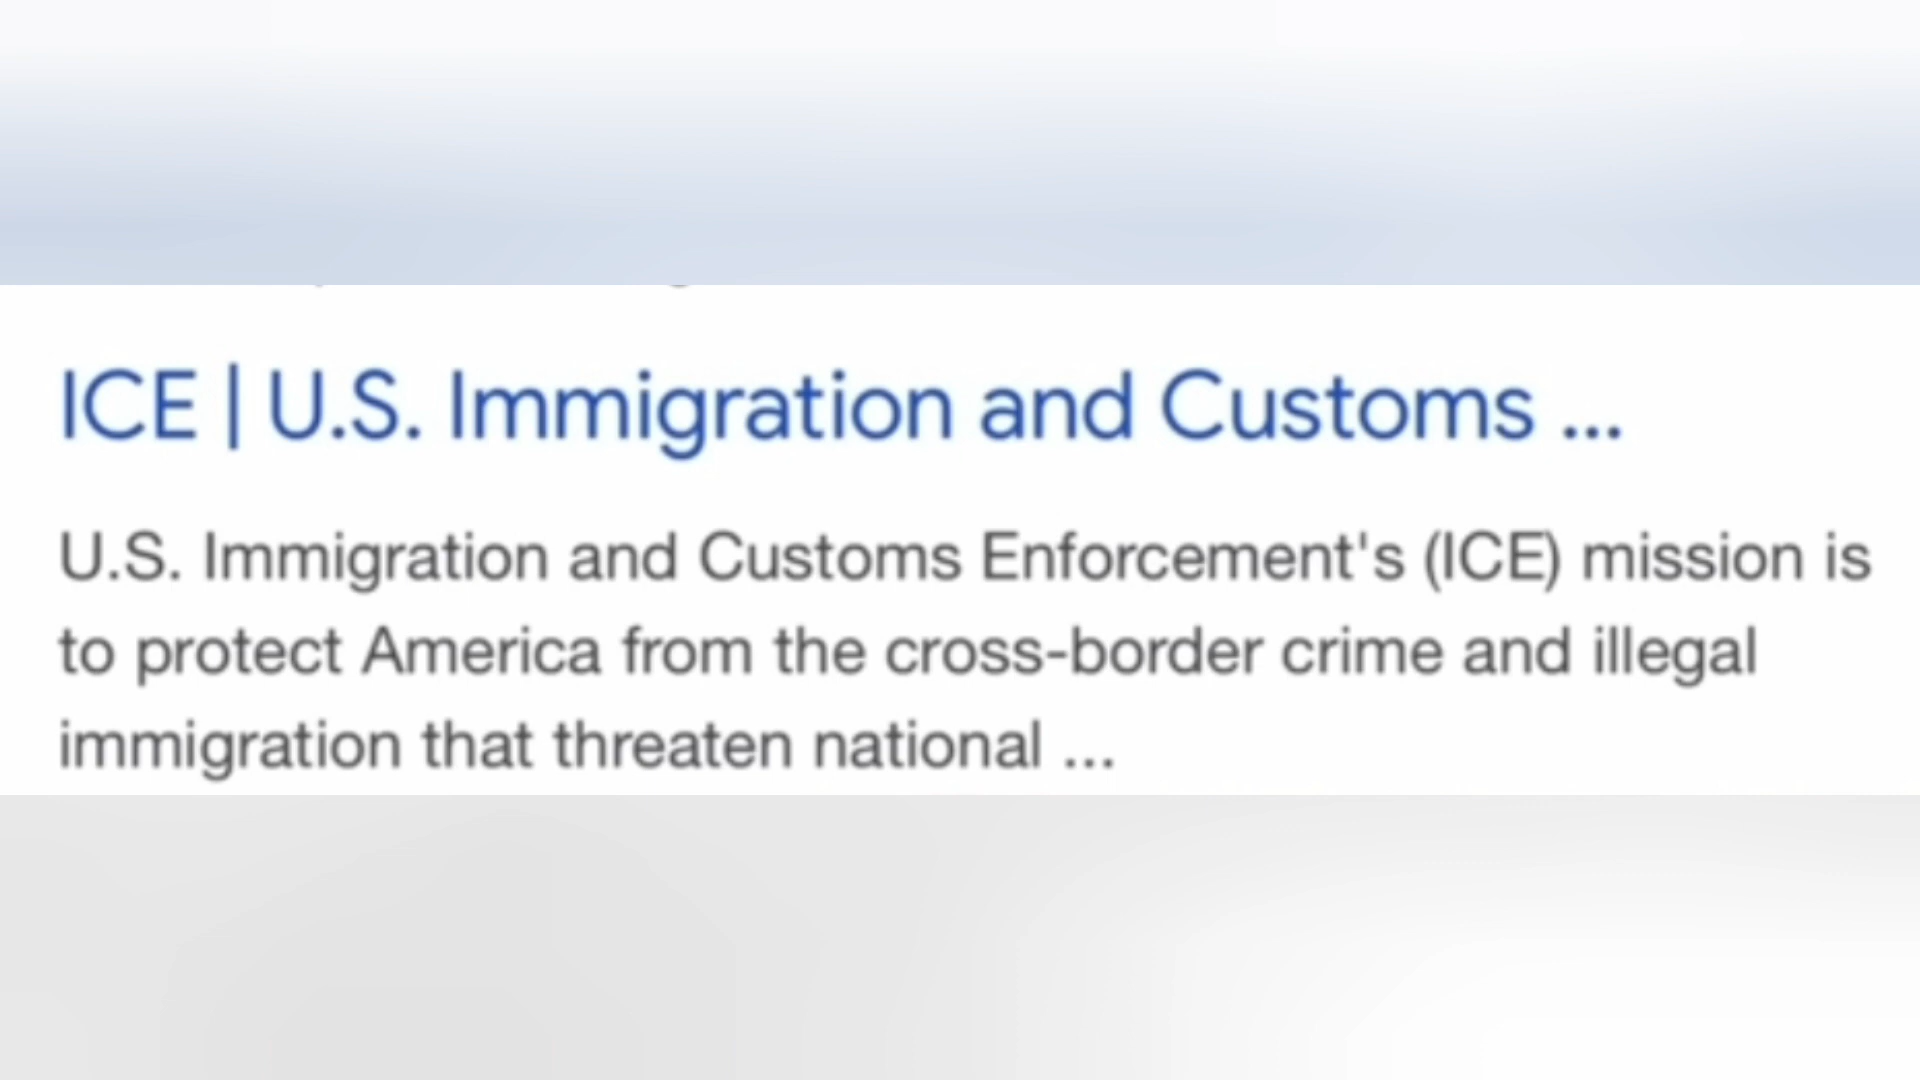 ICE | U.S. Immigration and Customs ...
U.S. Immigration and Customs Enforcement's (ICE) mission is
to protect America from the cross-border crime and illegal
immigration that threaten national ...